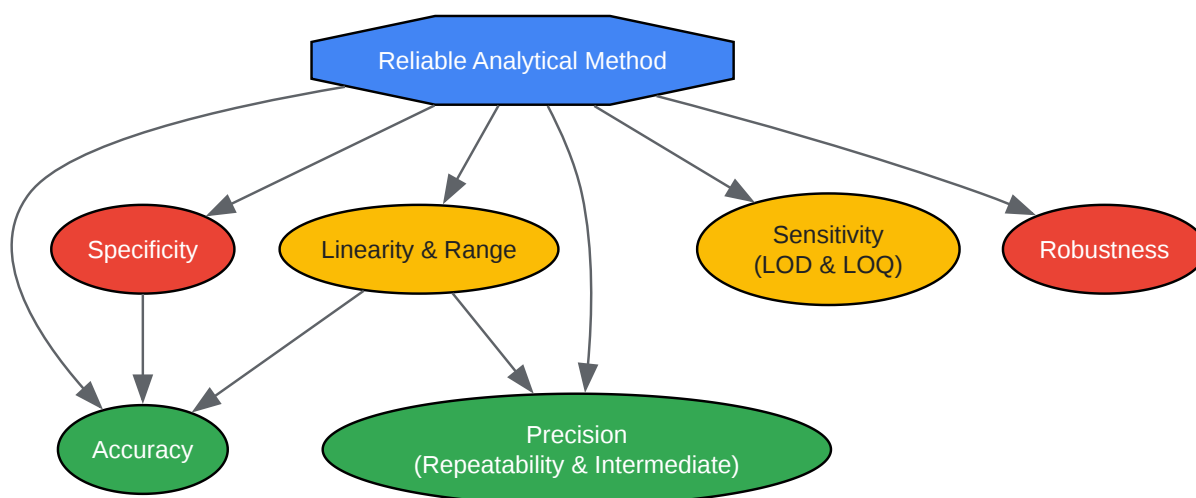 Reliable Analytical Method
Specificity
Linearity & Range
Sensitivity
(LOD & LOQ)
Robustness
Accuracy
Precision
(Repeatability & Intermediate)